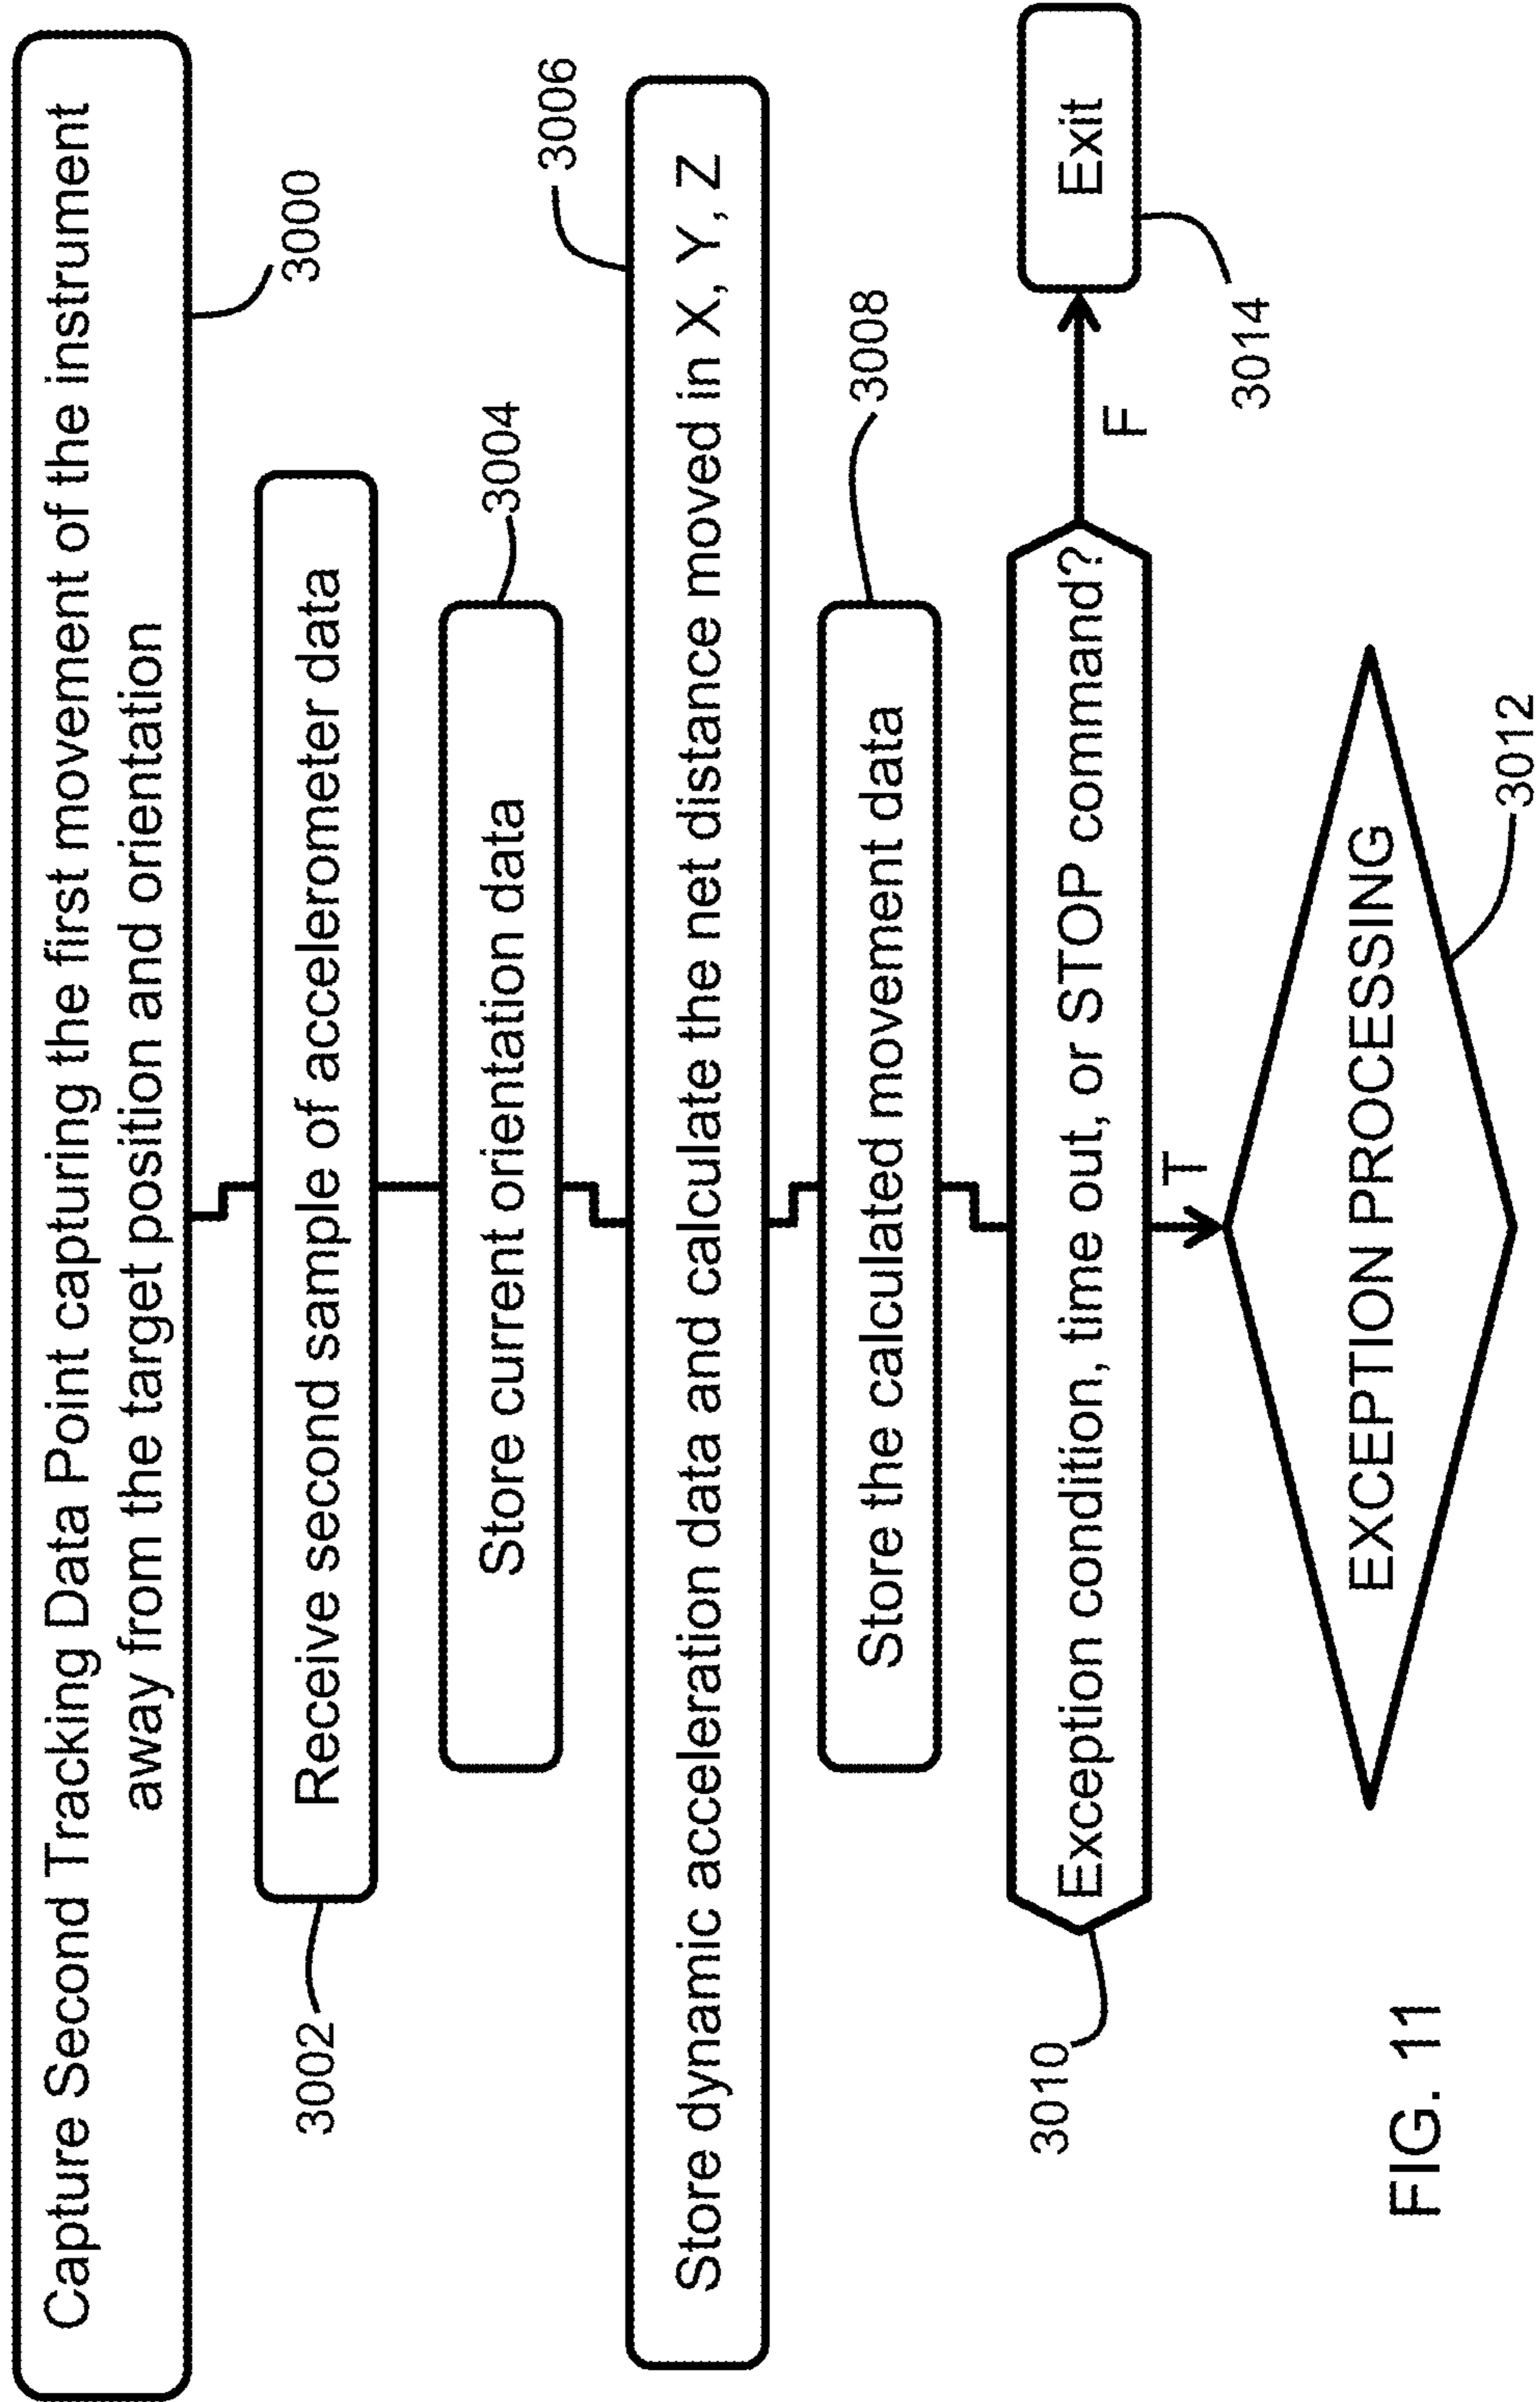 Capture Second Tracking Data Point capturing the first movement of the instrument
away from the target position and orientation
3000
Receive second sample of accelerometer data
3002
Store current orientation data
3004
Store dynamic acceleration data and calculate the net distance moved in X, Y, Z
3006
Store the calculated movement data
3008
Exception condition, time out, or STOP command?
3010
F
Exit
3014
T
EXCEPTION PROCESSING
3012
FIG. 11